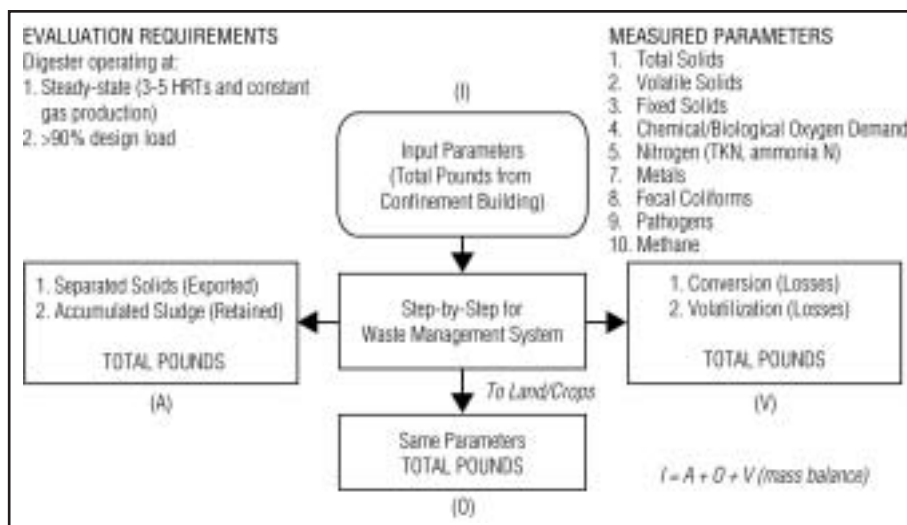 EVALUATION REQUIREMENTS
Digester operating at:
1. Steady-state (3-5 HRTs and constant
gas production)
2. >90% design load
MEASURED PARAMETERS
1. Total Solids
2. Volatile Solids
3. Fixed Solids
4. Chemical/Biological Oxygen Demand
5. Nitrogen (TKN, ammonia N)
7. Metals
8. Fecal Coliforms
9. Pathogens
10. Methane
(I)
Input Parameters
(Total Pounds from
Confinement Building)
1. Separated Solids (Exported)
2. Accumulated Sludge (Retained)
TOTAL POUNDS
(A)
Step-by-Step for
Waste Management System
1. Conversion (Losses)
2. Volatilization (Losses)
TOTAL POUNDS
(V)
To Land/Crops
Same Parameters
TOTAL POUNDS
(O)
I = A + O + V (mass balance)